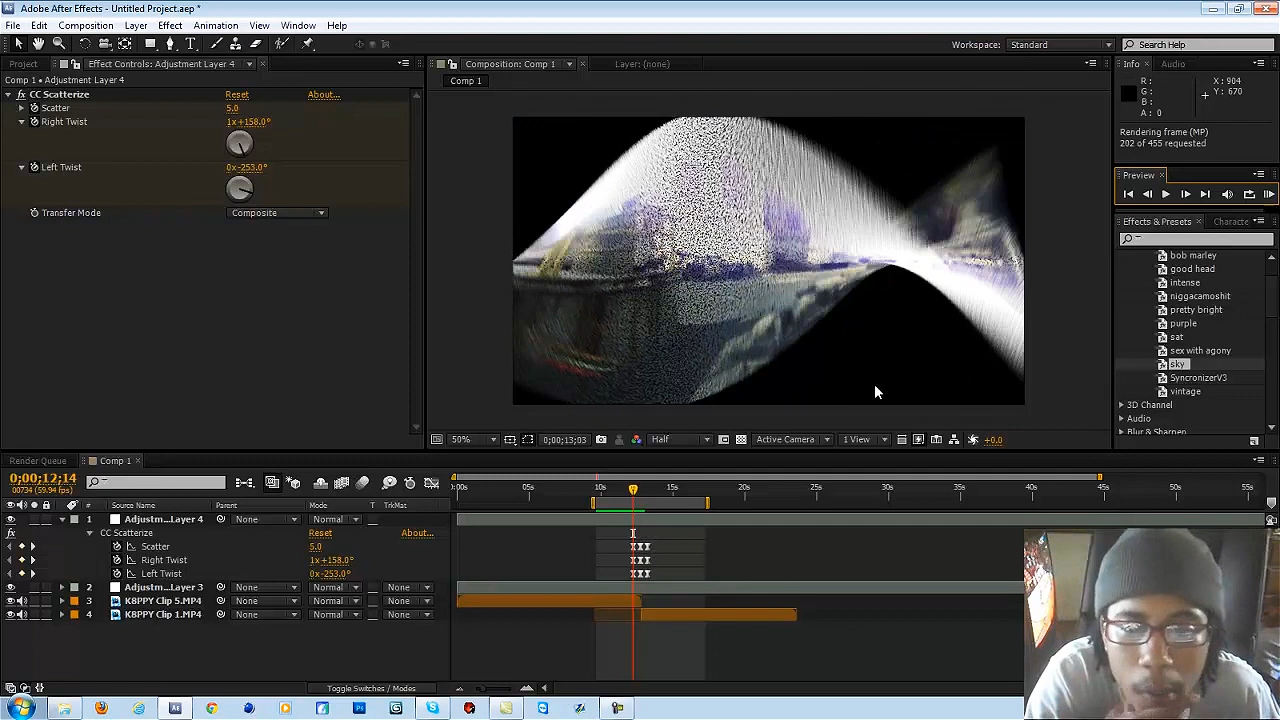 Adobe After Effects - Untitled Project.aep *
File Edit Composition Layer Effect Animation View Window Help
Workspace: Standard Search Help
Project Effect Controls: Adjustment Layer 4
Comp 1 • Adjustment Layer 4
fx CC Scatterize Reset About...
Scatter 5.0
Right Twist 1x+158.0°
Left Twist 0x-253.0°
Transfer Mode Composite
Composition: Comp 1 Layer: (none)
Comp 1
50% 0;00;13;03 Half Active Camera 1 View +0.0
Info Audio
R: X: 904
G: Y: 670
B:
A: 0
Rendering frame (MP)
202 of 455 requested
Preview
Effects & Presets Characte
bob marley
good head
intense
niggacamoshit
pretty bright
purple
sat
sex with agony
sky
SyncronizerV3
vintage
3D Channel
Audio
Blur & Sharpen
Render Queue Comp 1
0;00;12;14
00734 (59.94 fps)
# Source Name Parent Mode T TrkMat
1 Adjustm...Layer 4 None Normal
fx CC Scatterize Reset About...
Scatter 5.0
Right Twist 1x+158.0°
Left Twist 0x-253.0°
2 Adjustm...Layer 3 None Normal None
3 K8PPY Clip 5.MP4 None Normal None
4 K8PPY Clip 1.MP4 None Normal None
:00s 05s 10s 15s 20s 25s 30s 35s 40s 45s 50s 55s
Toggle Switches / Modes